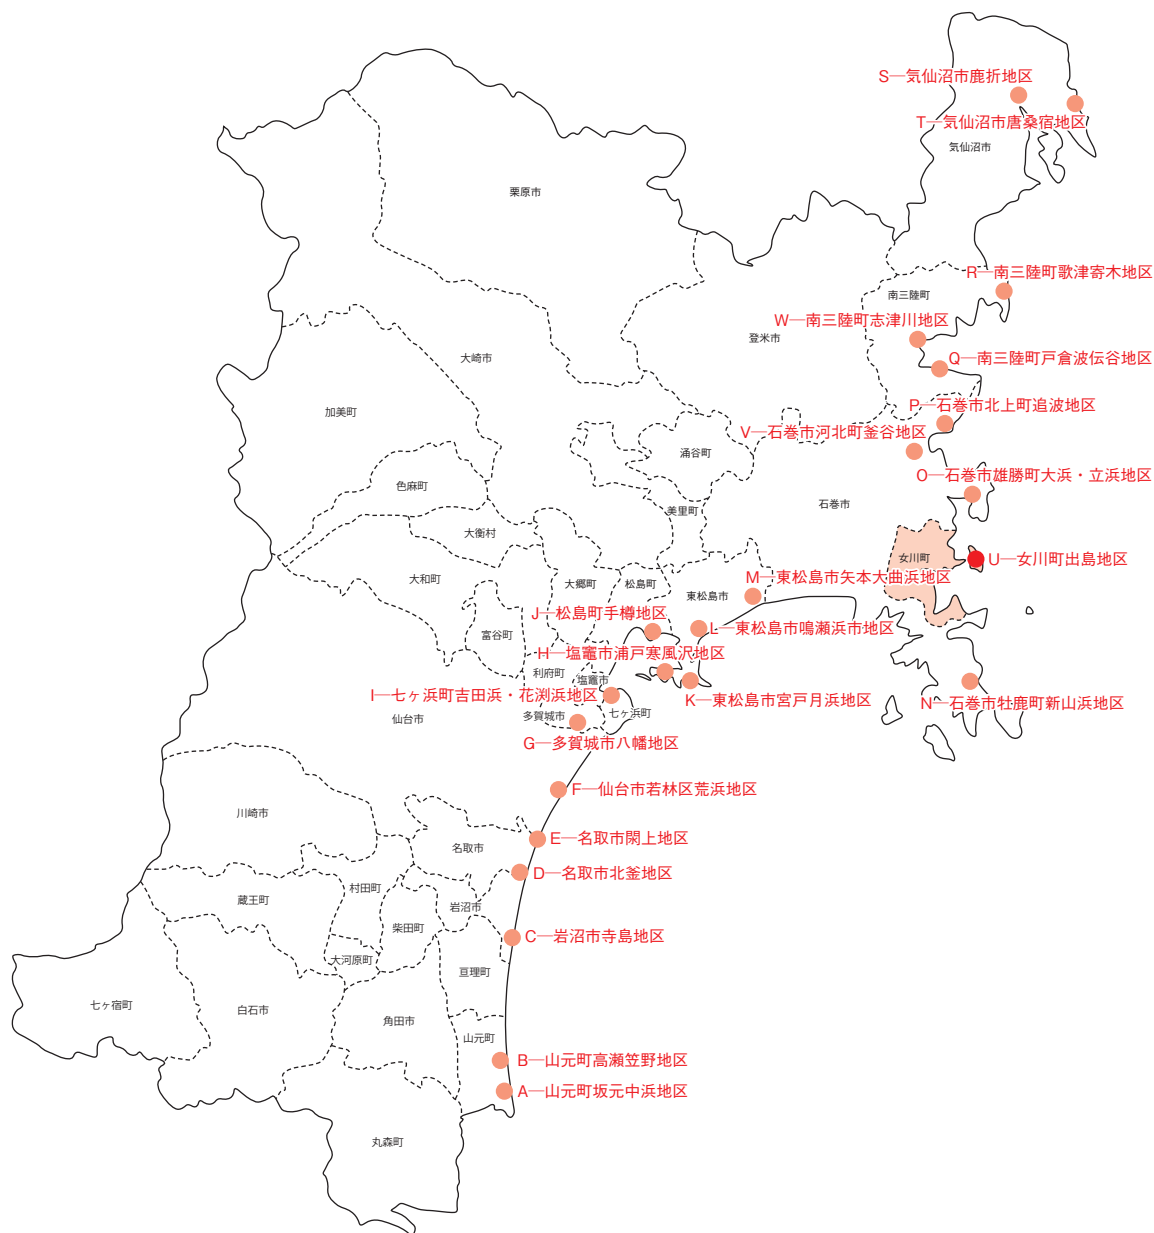 S―気仙沼市鹿折地区
T―気仙沼市唐桑宿地区
気仙沼市
栗原市
R―南三陸町歌津寄木地区
南三陸町
W―南三陸町志津川地区
登米市
大崎市
Q―南三陸町戸倉波伝谷地区
P―石巻市北上町追波地区
加美町
V―石巻市河北町釜谷地区
涌谷町
O―石巻市雄勝町大浜・立浜地区
色麻町
石巻市
美里町
大衡村
女川町
U―女川町出島地区
大和町
大郷町
松島町
M―東松島市矢本大曲浜地区
東松島市
J―松島町手樽地区
L―東松島市鳴瀬浜市地区
富谷町
H―塩竈市浦戸寒風沢地区
利府町
塩竈市
I―七ヶ浜町吉田浜・花渕浜地区
K―東松島市宮戸月浜地区
N―石巻市牡鹿町新山浜地区
仙台市
多賀城市
七ヶ浜町
G―多賀城市八幡地区
F―仙台市若林区荒浜地区
川崎市
E―名取市閖上地区
名取市
D―名取市北釜地区
村田町
蔵王町
岩沼市
柴田町
C―岩沼市寺島地区
大河原町
亘理町
七ヶ宿町
白石市
角田市
山元町
B―山元町高瀬笠野地区
A―山元町坂元中浜地区
丸森町